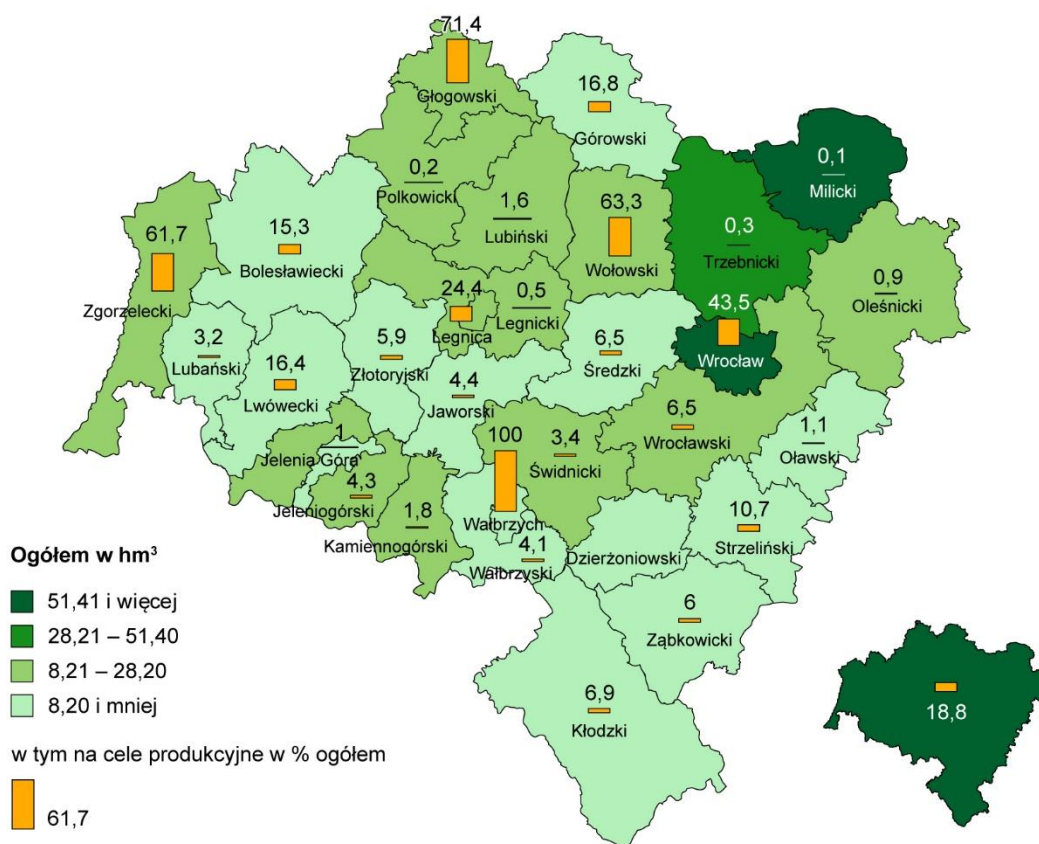 71,4
Głogowski
16,8
Górowski
0,1
Milicki
0,2
Polkowicki
1,6
Lubiński
63,3
Wołowski
0,3
Trzebnicki
61,7
Zgorzelecki
15,3
Bolesławiecki
0,9
Oleśnicki
24,4
Legnica
0,5
Legnicki
43,5
Wrocław
3,2
Lubański
16,4
Lwówecki
5,9
Złotoryjski
4,4
Jaworski
6,5
Średzki
6,5
Wrocławski
1,1
Oławski
1
Jelenia Góra
4,3
Jeleniogórski
1,8
Kamiennogórski
100
Wałbrzych
3,4
Świdnicki
4,1
Wałbrzyski
Dzierżoniowski
10,7
Strzeliński
6
Ząbkowicki
6,9
Kłodzki
18,8
Ogółem w hm³
51,41 i więcej
28,21 – 51,40
8,21 – 28,20
8,20 i mniej
w tym na cele produkcyjne w % ogółem
61,7